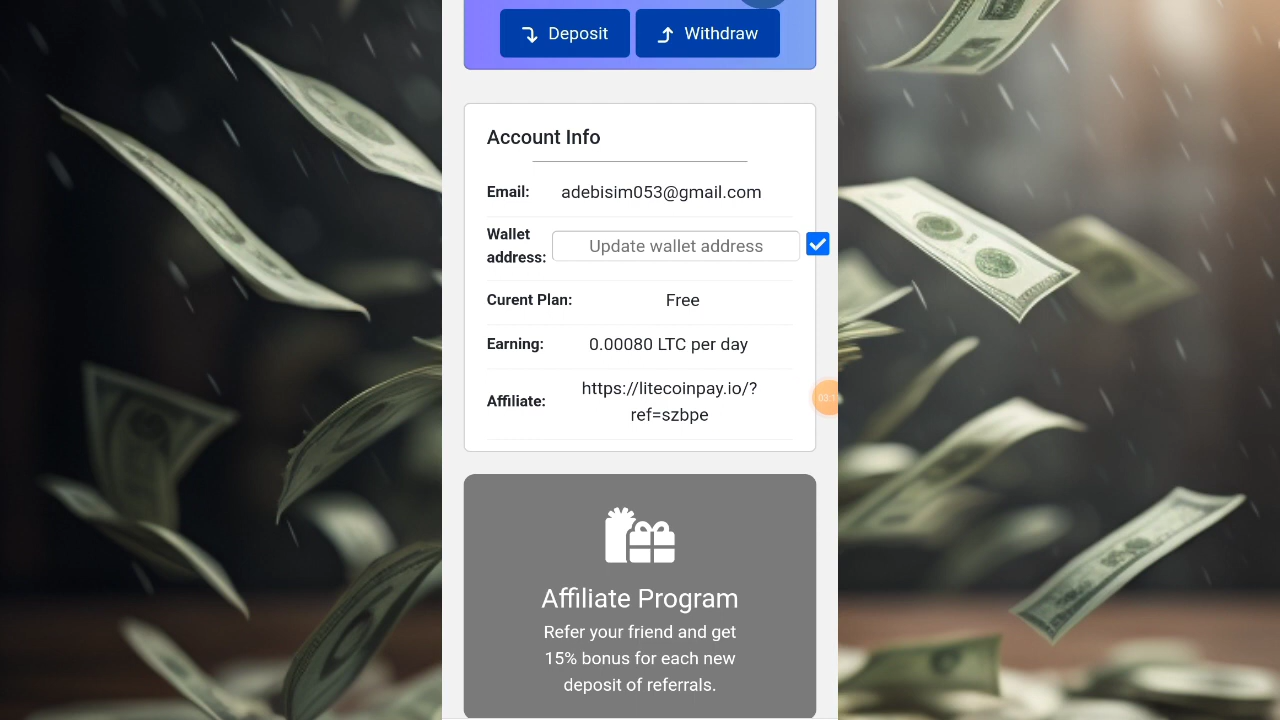 Deposit
Withdraw
Account Info
Email: adebisim053@gmail.com
Wallet address: Update wallet address
Curent Plan: Free
Earning: 0.00080 LTC per day
Affiliate: https://litecoinpay.io/?
ref=szbpe
Affiliate Program
Refer your friend and get
15% bonus for each new
deposit of referrals.